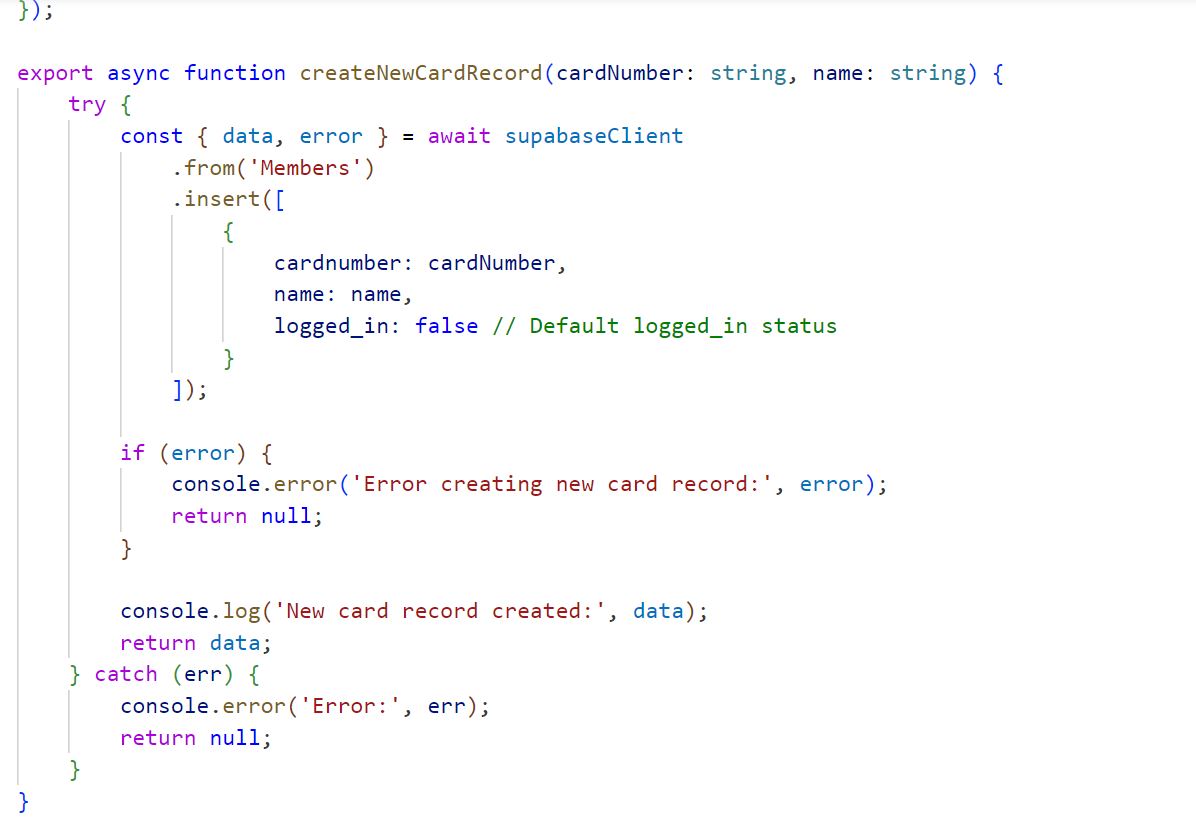 });
export async function createNewCardRecord(cardNumber: string, name: string) {
    try {
        const { data, error } = await supabaseClient
            .from('Members')
            .insert([
                {
                    cardnumber: cardNumber,
                    name: name,
                    logged_in: false // Default logged_in status
                }
            ]);
        if (error) {
            console.error('Error creating new card record:', error);
            return null;
        }
        console.log('New card record created:', data);
        return data;
    } catch (err) {
        console.error('Error:', err);
        return null;
    }
}